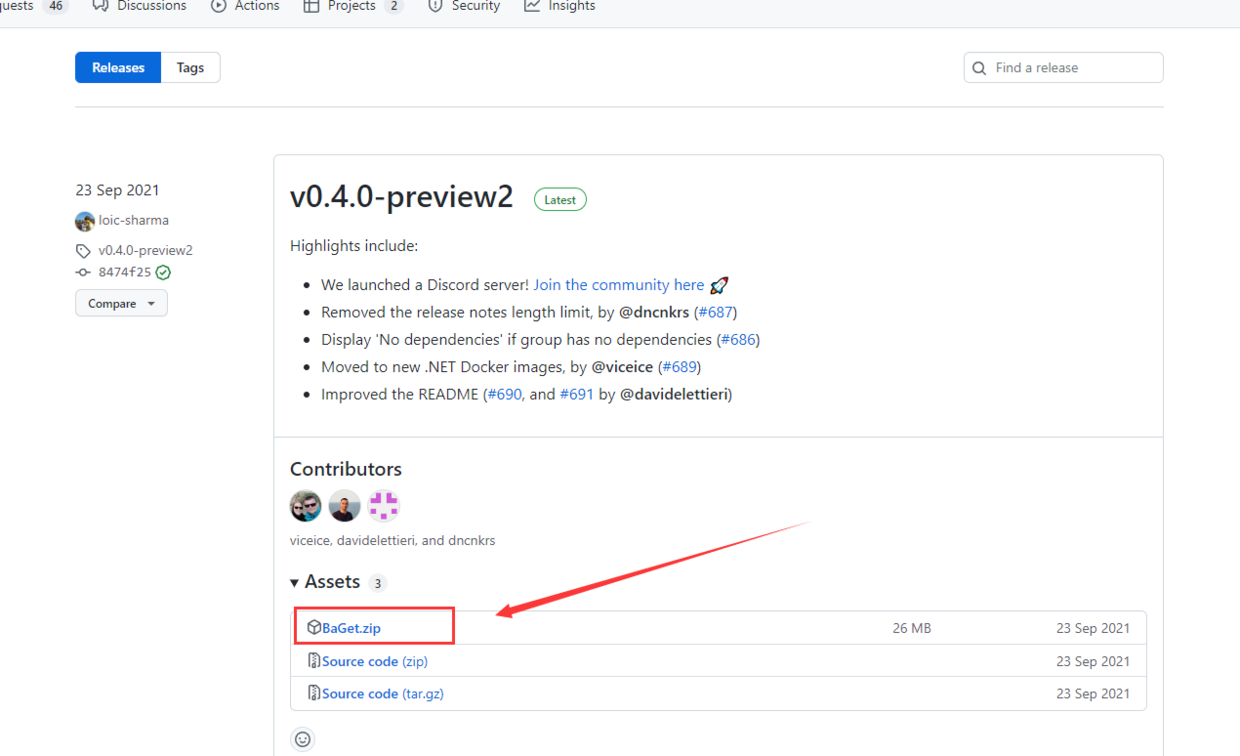 quests 46 Discussions Actions Projects 2 Security Insights
Releases Tags Find a release
23 Sep 2021
loic-sharma
v0.4.0-preview2
8474f25
Compare
v0.4.0-preview2 Latest
Highlights include:
We launched a Discord server! Join the community here 🚀
Removed the release notes length limit, by @dncnkrs (#687)
Display 'No dependencies' if group has no dependencies (#686)
Moved to new .NET Docker images, by @viceice (#689)
Improved the README (#690, and #691 by @davidelettieri)
Contributors
viceice, davidelettieri, and dncnkrs
Assets 3
BaGet.zip 26 MB 23 Sep 2021
Source code (zip) 23 Sep 2021
Source code (tar.gz) 23 Sep 2021